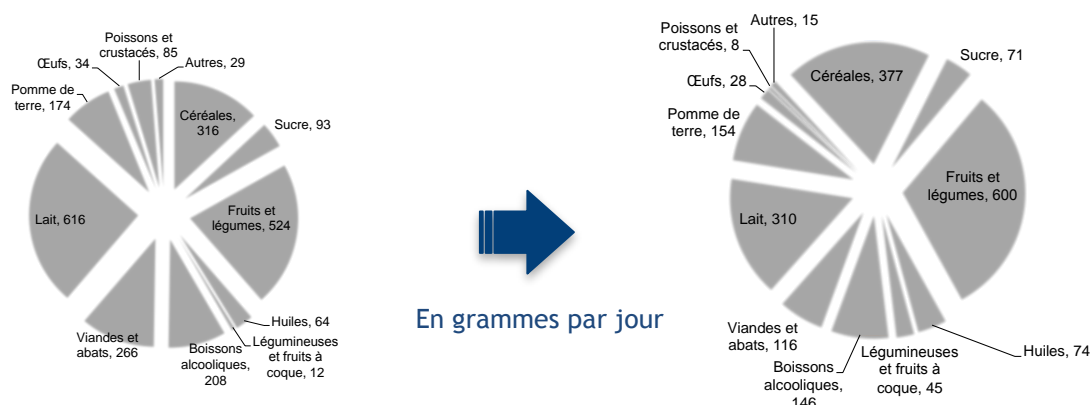 Poissons et
crustacés, 85
Œufs, 34
Autres, 29
Pomme de
terre, 174
Céréales,
316
Sucre, 93
Lait, 616
Fruits et
légumes, 524
Viandes et
abats, 266
Boissons
alcooliques,
208
Huiles, 64
Légumineuses
et fruits à
coque, 12
En grammes par jour
Autres, 15
Poissons et
crustacés, 8
Œufs, 28
Pomme de
terre, 154
Céréales, 377
Sucre, 71
Fruits et
légumes, 600
Lait, 310
Viandes et
abats, 116
Boissons
alcooliques,
146
Légumineuses
et fruits à
coque, 45
Huiles, 74